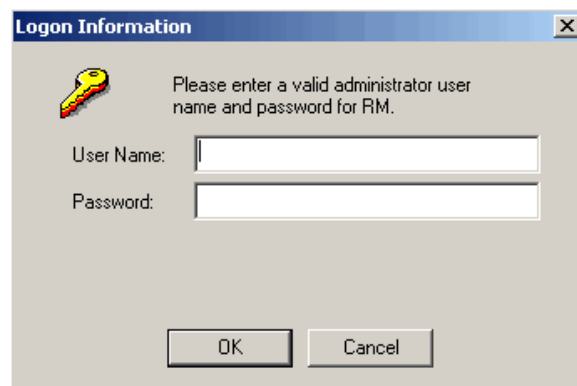 Logon Information
Please enter a valid administrator user
name and password for RM.
User Name:
Password:
OK
Cancel